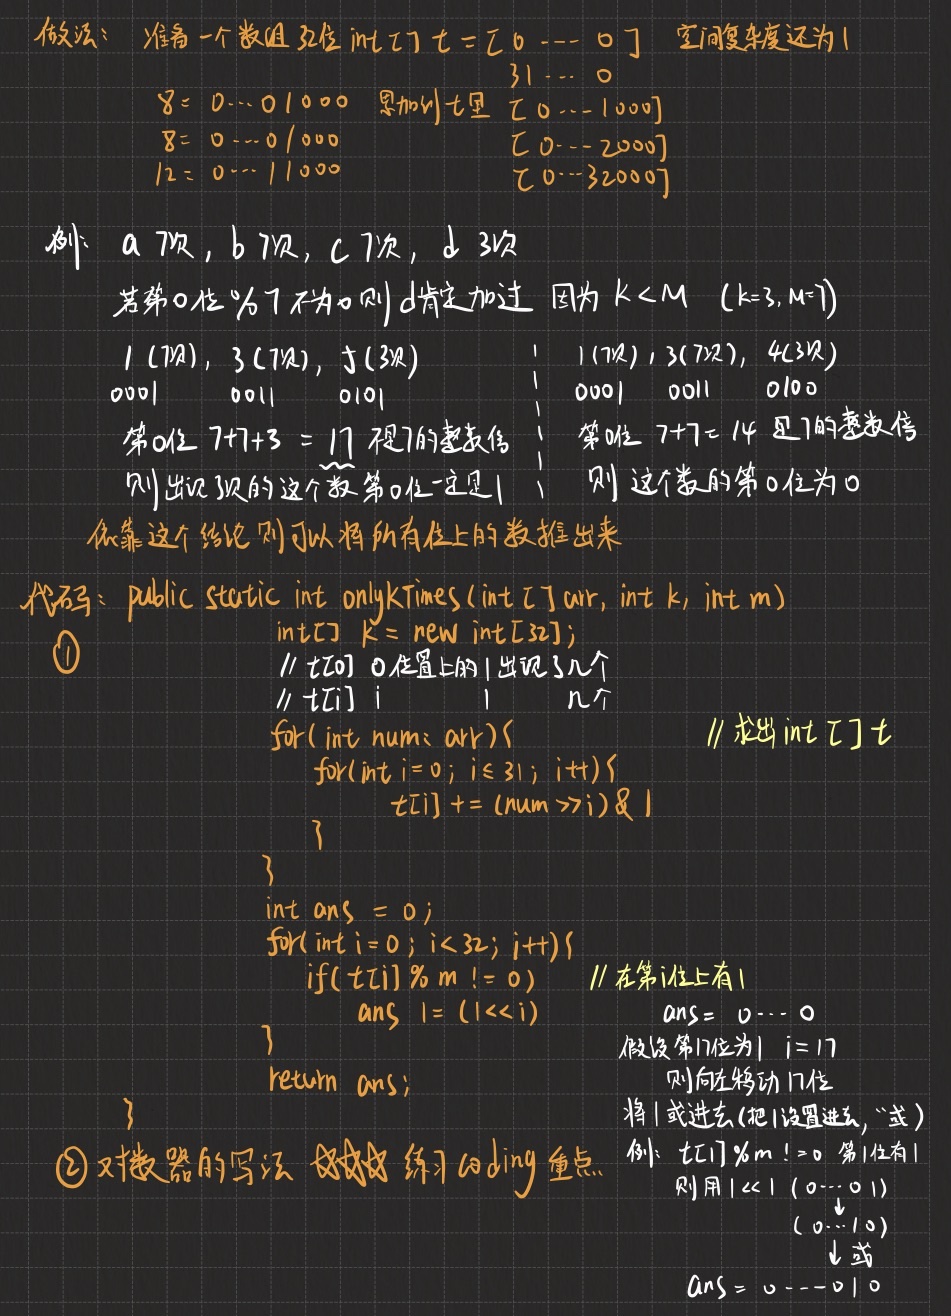 做法: 准备一个数组 32位 int[] t = [0 --- 0] 空间复杂度还为1
31 ... 0
8 = 0...01000 累加到t里 [0 --- 1000]
8 = 0---01000 [0 --- 2000]
12 = 0...11000 [0...32000]
例: a 7次, b 7次, c 7次, d 3次
若第0位 % 7 不为0 则d肯定加过 因为 K < M (k=3, M=7)
1 (7次), 3 (7次), 5 (3次)
0001 0011 0101
第0位 7+7+3 = 17 不是7的整数倍
则出现3次的这个数第0位一定是1
1 (7次), 3 (7次), 4 (3次)
0001 0011 0100
第0位 7+7 = 14 是7的整数倍
则 这个数的第0位为0
依靠这个结论则可以将所有位上的数推出来
代码: public static int onlyKTimes (int[] arr, int k, int m)
① int[] k = new int[32];
// t[0] 0位置上的1出现了几个
// t[i] i 1 几个
for( int num: arr) { // 求出 int[] t
for(int i = 0; i ≤ 31; i++) {
t[i] += (num >> i) & 1
}
}
int ans = 0;
for( int i = 0; i < 32; i++) {
if( t[i] % m != 0) // 在第i位上有1
ans |= (1<<i)
}
return ans;
}
ans = 0---0
假设第17位为1 i = 17
则向左移动17位
将1或进去(把1设置进去, "或)
例: t[1] % m != 0 第1位有1
则用 1<<1 (0...01)
↓
(0...10)
↓ 或
ans = 0----010
② 对数器的写法 ☆☆☆ 练习coding重点